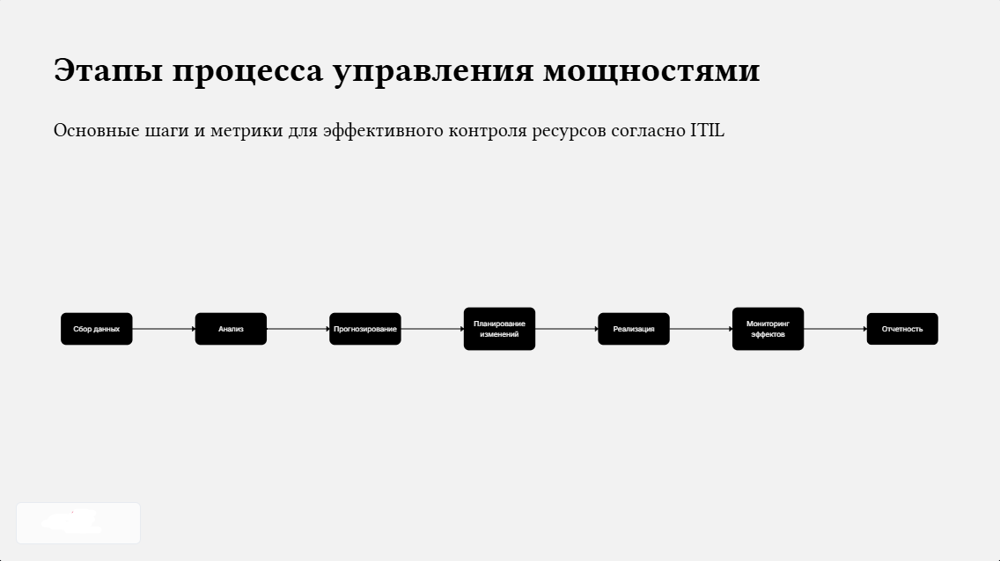 Этапы процесса управления мощностями
Основные шаги и метрики для эффективного контроля ресурсов согласно ITIL
Сбор данных
Анализ
Прогнозирование
Планирование
изменений
Реализация
Мониторинг
эффектов
Отчетность